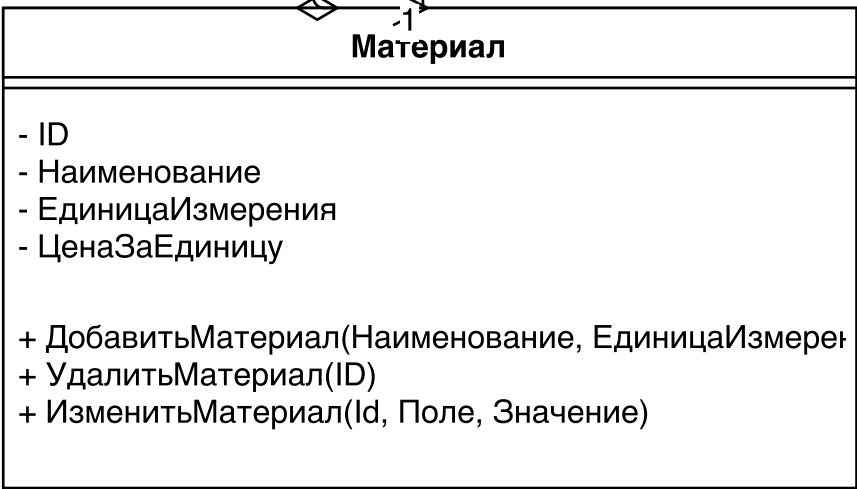 -1
Материал
- ID
- Наименование
- ЕдиницаИзмерения
- ЦенаЗаЕдиницу
+ ДобавитьМатериал(Наименование, ЕдиницаИзмерен
+ УдалитьМатериал(ID)
+ ИзменитьМатериал(Id, Поле, Значение)